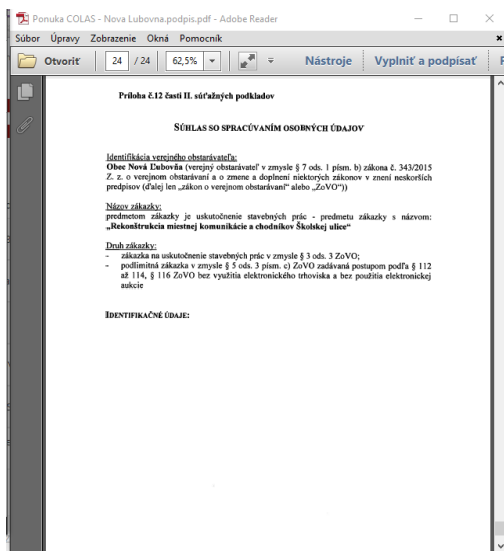 Ponuka COLAS - Nova Lubovna.podpis.pdf - Adobe Reader
Súbor Úpravy Zobrazenie Okná Pomocník
Otvoriť 24 / 24 62,5% Nástroje Vyplniť a podpísať
Príloha č.12 časti II. súťažných podkladov
SÚHLAS SO SPRACÚVANÍM OSOBNÝCH ÚDAJOV
Identifikácia verejného obstarávateľa:
Obec Nová Ľubovňa (verejný obstarávateľ v zmysle § 7 ods. 1 písm. b) zákona č. 343/2015
Z. z. o verejnom obstarávaní a o zmene a doplnení niektorých zákonov v znení neskorších
predpisov (ďalej len „zákon o verejnom obstarávaní“ alebo „ZoVO“))
Názov zákazky:
predmetom zákazky je uskutočnenie stavebných prác - predmetu zákazky s názvom:
„Rekonštrukcia miestnej komunikácie a chodníkov Školskej ulice“
Druh zákazky:
- zákazka na uskutočnenie stavebných prác v zmysle § 3 ods. 3 ZoVO;
- podlimitná zákazka v zmysle § 5 ods. 3 písm. c) ZoVO zadávaná postupom podľa § 112
až 114, § 116 ZoVO bez využitia elektronického trhoviska a bez použitia elektronickej
aukcie
IDENTIFIKAČNÉ ÚDAJE: